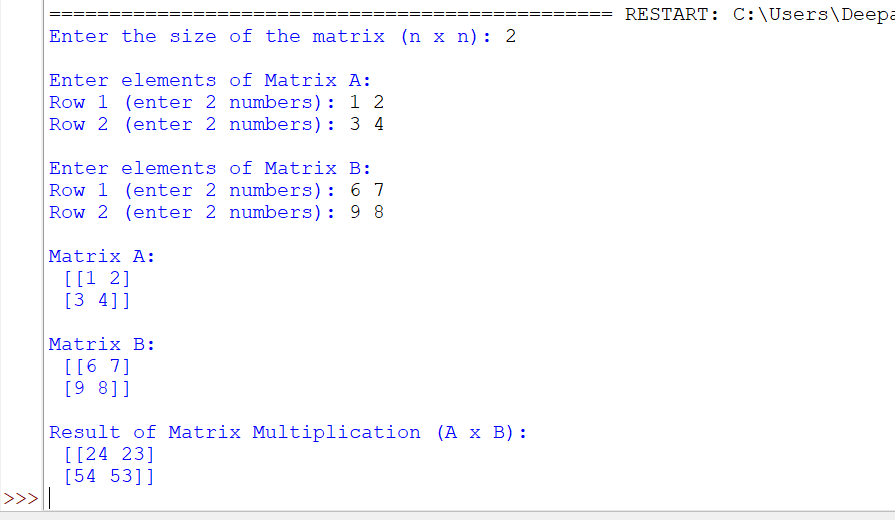 =============================================== RESTART: C:\Users\Deepa
Enter the size of the matrix (n x n): 2
Enter elements of Matrix A:
Row 1 (enter 2 numbers): 1 2
Row 2 (enter 2 numbers): 3 4
Enter elements of Matrix B:
Row 1 (enter 2 numbers): 6 7
Row 2 (enter 2 numbers): 9 8
Matrix A:
[[1 2]
[3 4]]
Matrix B:
[[6 7]
[9 8]]
Result of Matrix Multiplication (A x B):
[[24 23]
[54 53]]
>>>